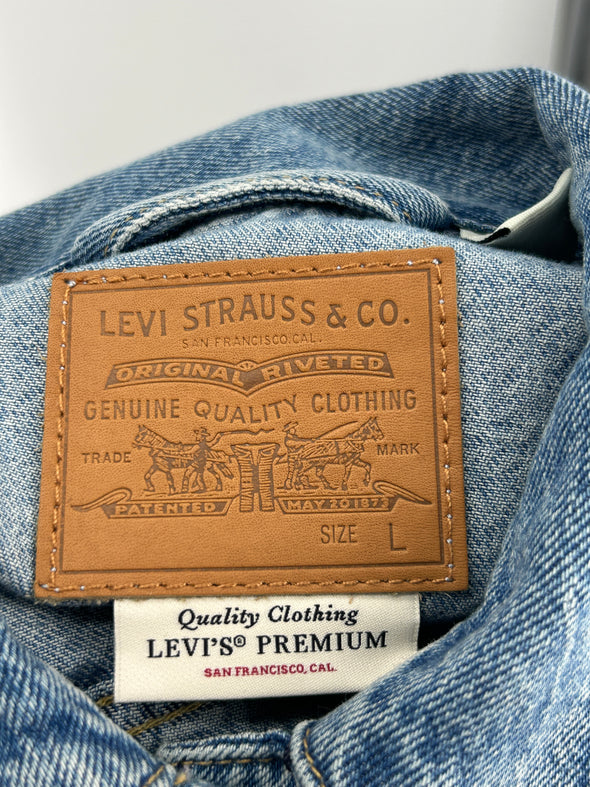 LEVI STRAUSS & CO.
SAN FRANCISCO, CAL.
ORIGINAL RIVETED
GENUINE QUALITY CLOTHING
TRADE MARK
PATENTED MAY 20 1873
SIZE L
Quality Clothing
LEVI'S® PREMIUM
SAN FRANCISCO, CAL.